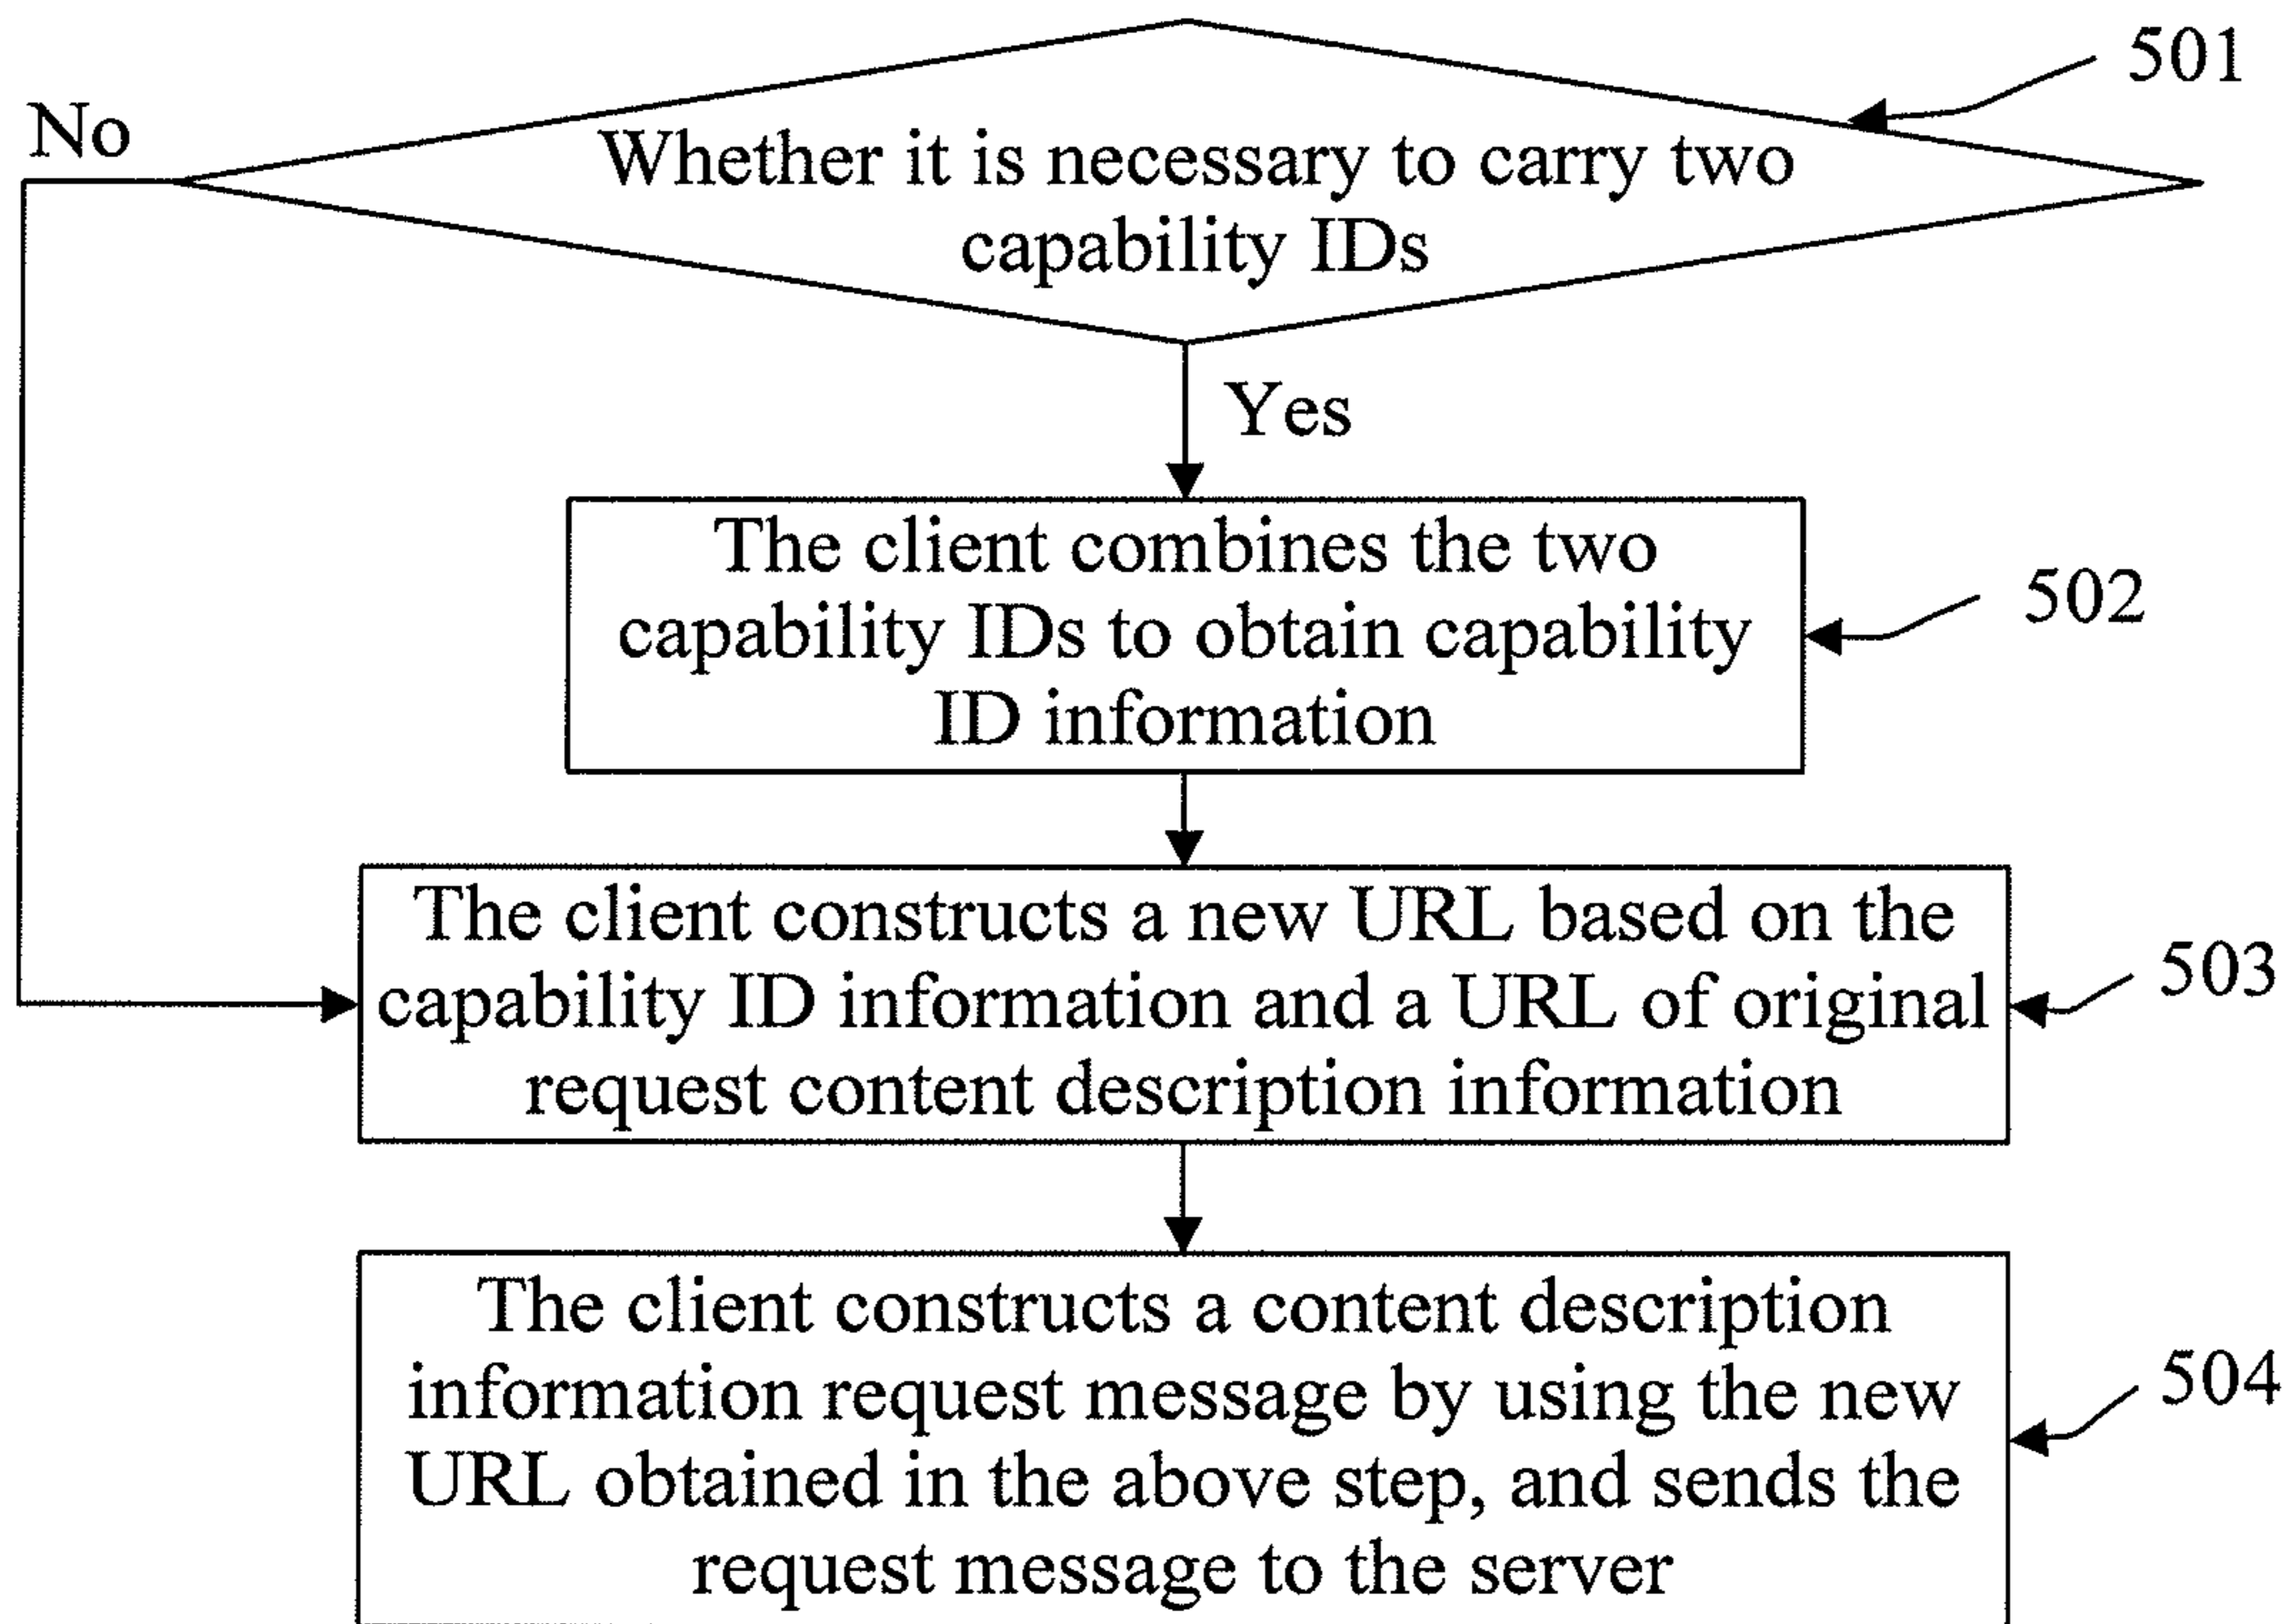 501
No
Whether it is necessary to carry two
capability IDs
Yes
The client combines the two
capability IDs to obtain capability
ID information
502
The client constructs a new URL based on the
capability ID information and a URL of original
request content description information
503
The client constructs a content description
information request message by using the new
URL obtained in the above step, and sends the
request message to the server
504